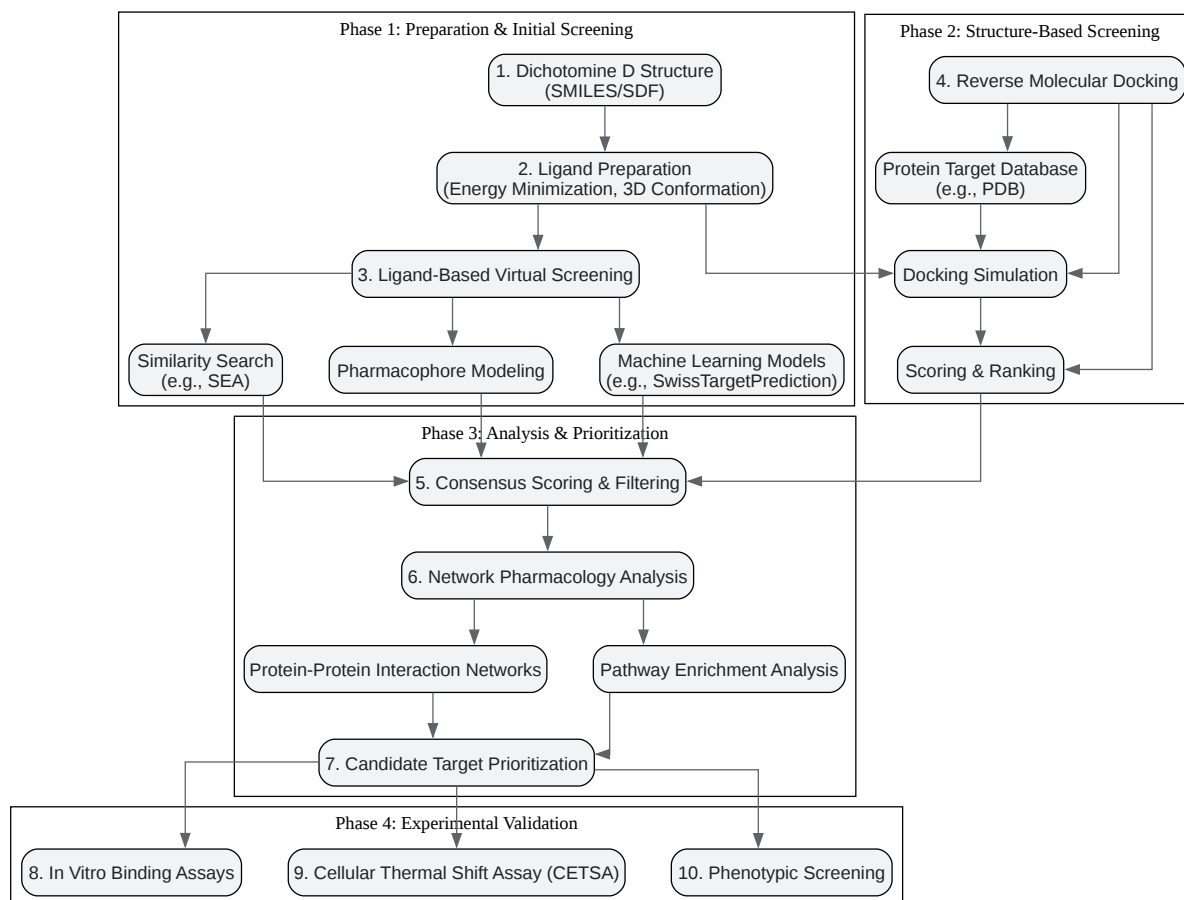 Phase 1: Preparation & Initial Screening
1. Dichotomine D Structure
(SMILES/SDF)
2. Ligand Preparation
(Energy Minimization, 3D Conformation)
3. Ligand-Based Virtual Screening
Similarity Search
(e.g., SEA)
Pharmacophore Modeling
Machine Learning Models
(e.g., SwissTargetPrediction)
Phase 2: Structure-Based Screening
4. Reverse Molecular Docking
Protein Target Database
(e.g., PDB)
Docking Simulation
Scoring & Ranking
Phase 3: Analysis & Prioritization
5. Consensus Scoring & Filtering
6. Network Pharmacology Analysis
Protein-Protein Interaction Networks
Pathway Enrichment Analysis
7. Candidate Target Prioritization
Phase 4: Experimental Validation
8. In Vitro Binding Assays
9. Cellular Thermal Shift Assay (CETSA)
10. Phenotypic Screening